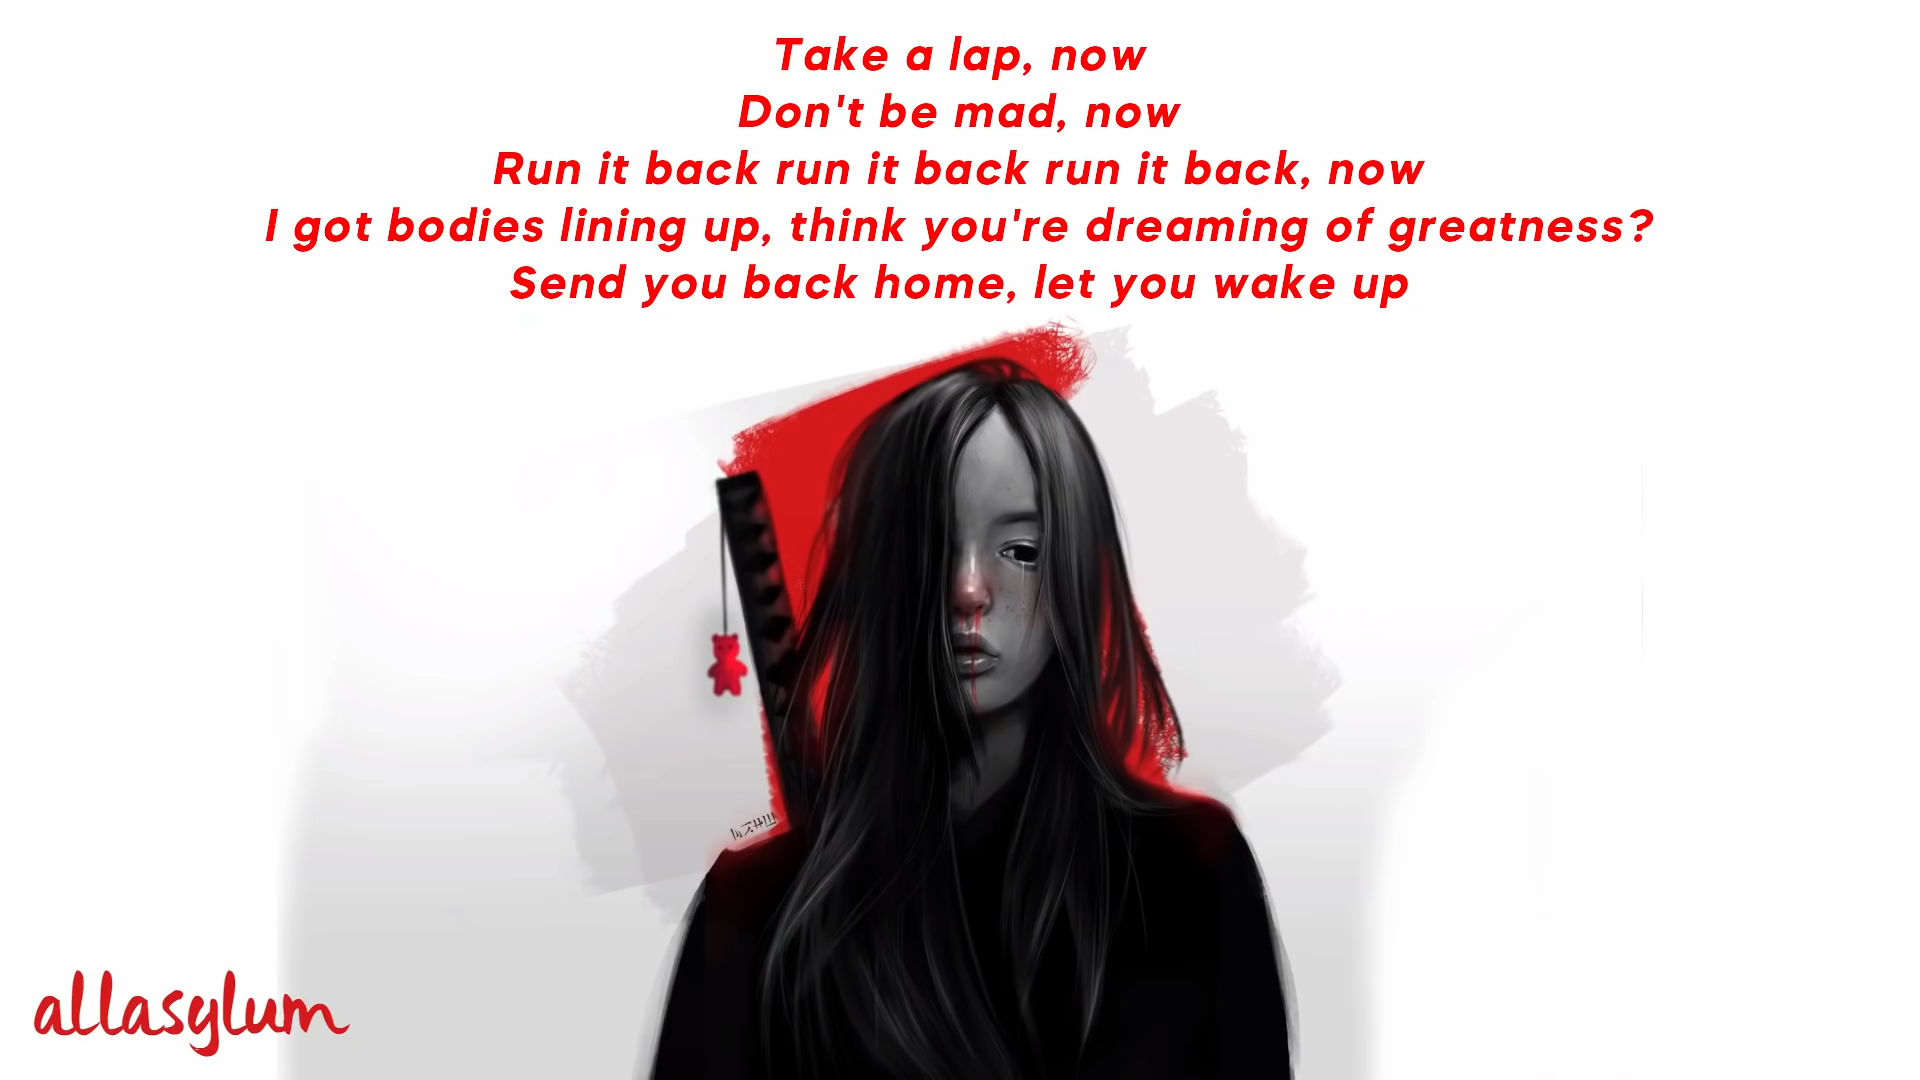 Take a lap, now
Don't be mad, now
Run it back run it back run it back, now
I got bodies lining up, think you're dreaming of greatness?
Send you back home, let you wake up
allasylum